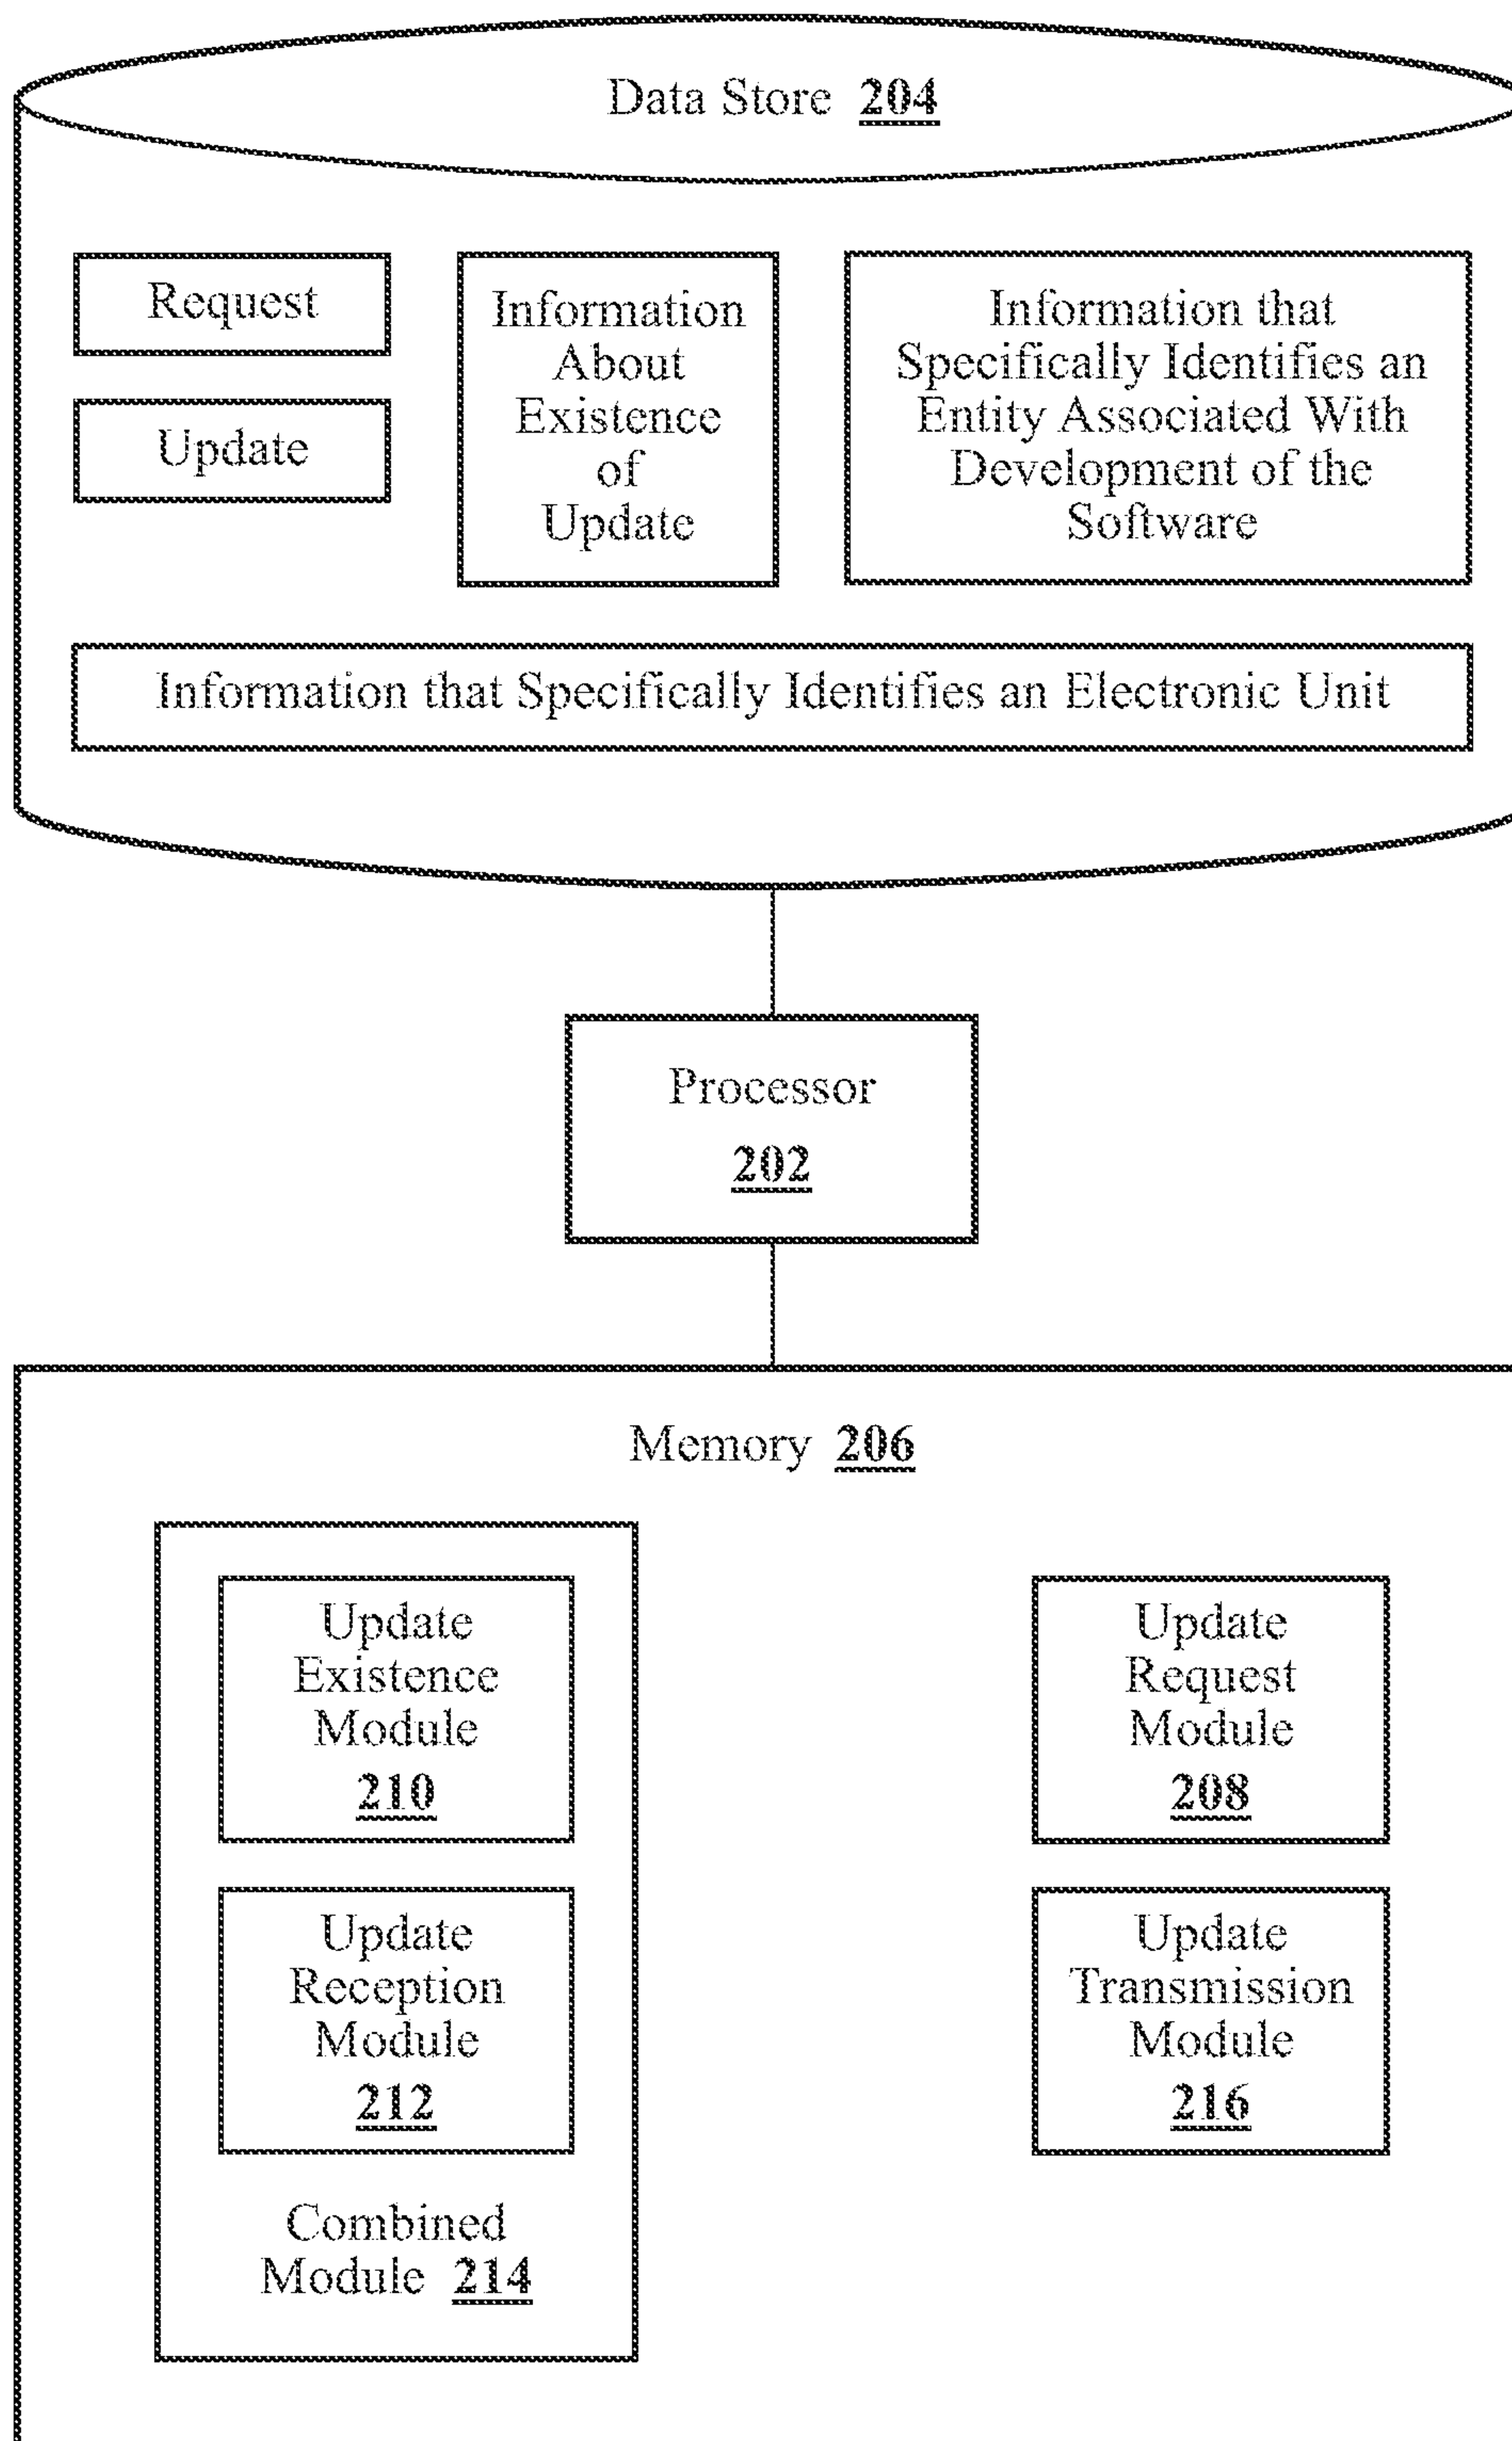 Data Store 204
Request
Update
Information
About
Existence
of
Update
Information that
Specifically Identifies an
Entity Associated With
Development of the
Software
Information that Specifically Identifies an Electronic Unit
Processor
202
Memory 206
Update
Existence
Module
210
Update
Reception
Module
212
Combined
Module 214
Update
Request
Module
208
Update
Transmission
Module
216